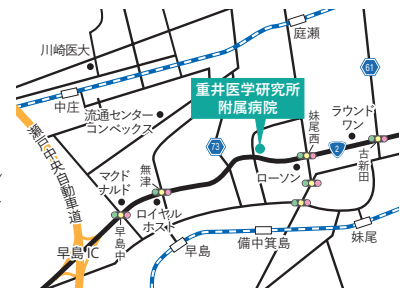 庭瀬
川崎医大
中庄
61
重井医学研究所
附属病院
流通センター
コンベックス
妹尾西
ラウンド
ワン
古新田
73
2
瀬戸中央自動車道
無津
マクド
ナルド
ローソン
ロイヤル
ホスト
早島中
早島IC
早島
備中箕島
妹尾